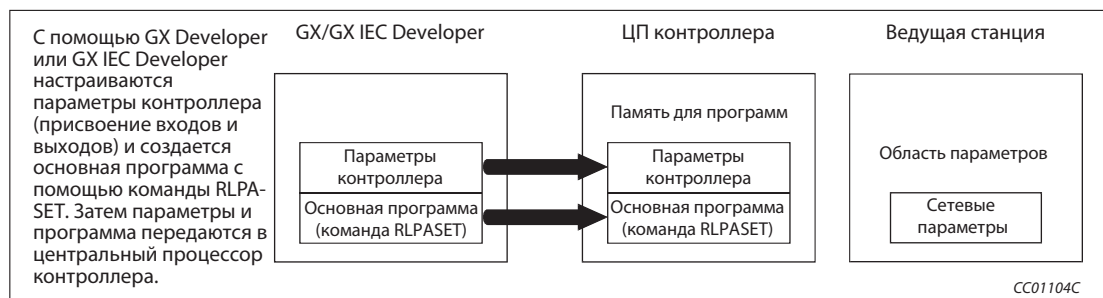 С помощью GX Developer
или GX IEC Developer
настраиваются
параметры контроллера
(присвоение входов и
выходов) и создается
основная программа с
помощью команды RLPA-
SET. Затем параметры и
программа передаются в
центральный процессор
контроллера.
GX/GX IEC Developer
Параметры
контроллера
Основная программа
(команда RLPASET)
ЦП контроллера
Память для программ
Параметры
контроллера
Основная программа
(команда RLPASET)
Ведущая станция
Область параметров
Сетевые
параметры
CC01104C